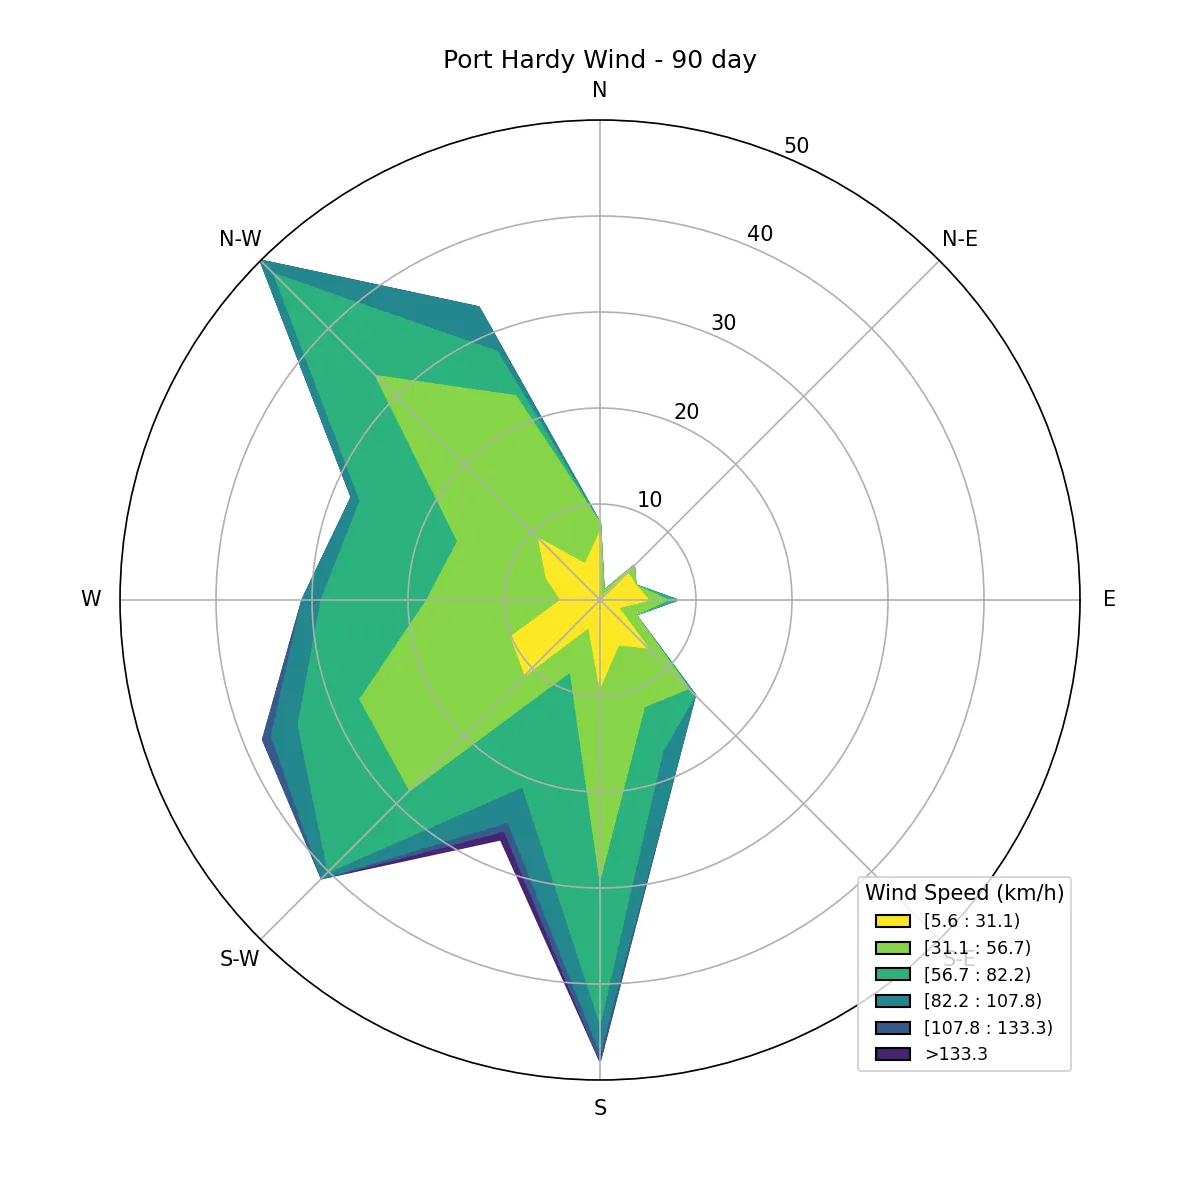 Port Hardy Wind - 90 day
N
50
N-W
40
N-E
30
20
10
W
E
Wind Speed (km/h)
[5.6 : 31.1)
[31.1 : 56.7)
S-W
S-E
[56.7 : 82.2)
[82.2 : 107.8)
[107.8 : 133.3)
>133.3
S